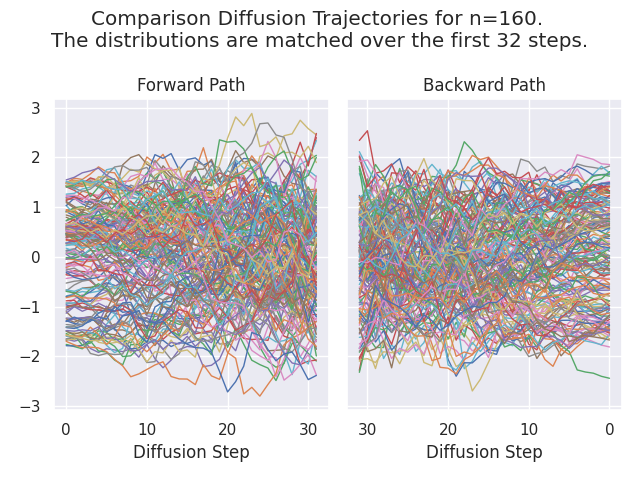 Comparison Diffusion Trajectories for n=160.
The distributions are matched over the first 32 steps.
Forward Path
Backward Path
3
2
1
0
−1
−2
−3
0 10 20 30
30 20 10 0
Diffusion Step
Diffusion Step